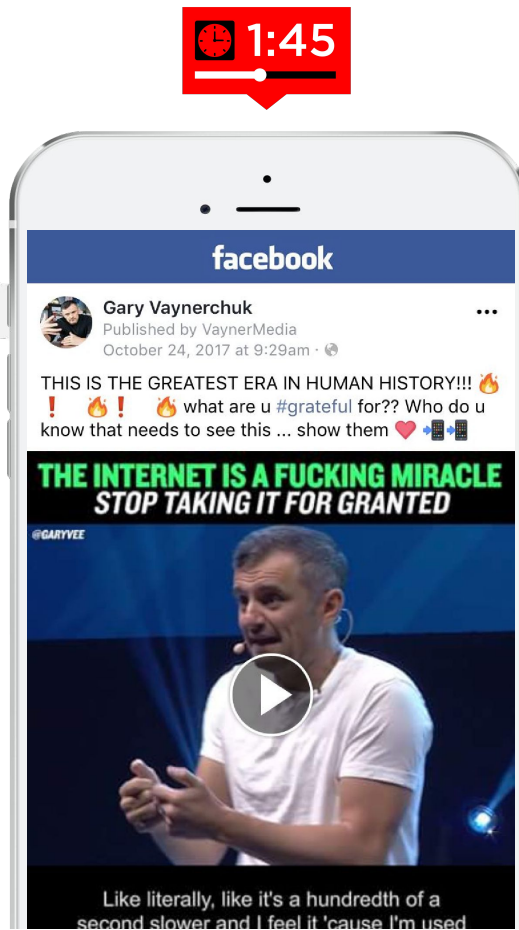 1:45
facebook
Gary Vaynerchuk
Published by VaynerMedia
October 24, 2017 at 9:29am ·
THIS IS THE GREATEST ERA IN HUMAN HISTORY!!! 🔥
❗ 🔥❗ 🔥 what are u #grateful for?? Who do u
know that needs to see this ... show them ❤️ 📲📲
THE INTERNET IS A FUCKING MIRACLE
STOP TAKING IT FOR GRANTED
@GARYVEE
Like literally, like it's a hundredth of a
second slower and I feel it 'cause I'm used